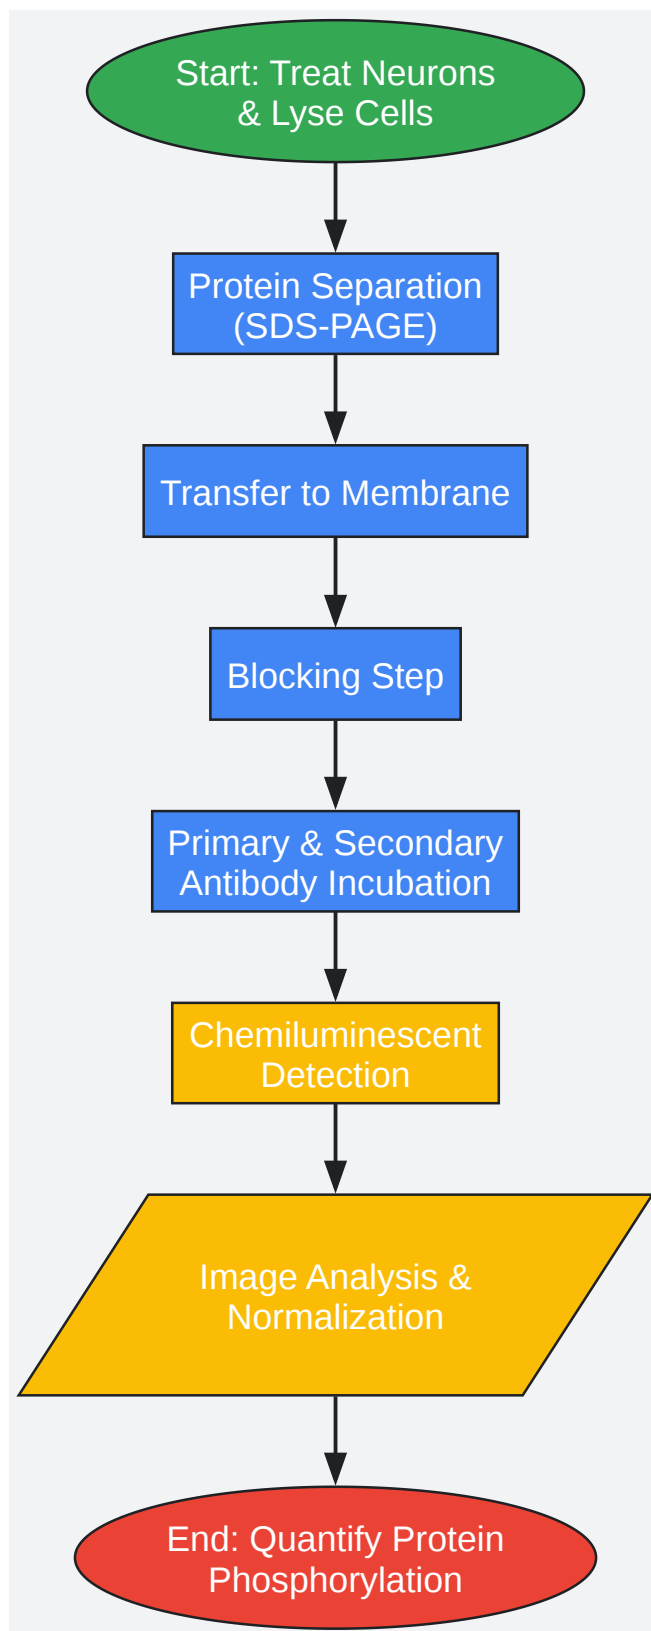 Start: Treat Neurons
& Lyse Cells
Protein Separation
(SDS-PAGE)
Transfer to Membrane
Blocking Step
Primary & Secondary
Antibody Incubation
Chemiluminescent
Detection
Image Analysis &
Normalization
End: Quantify Protein
Phosphorylation